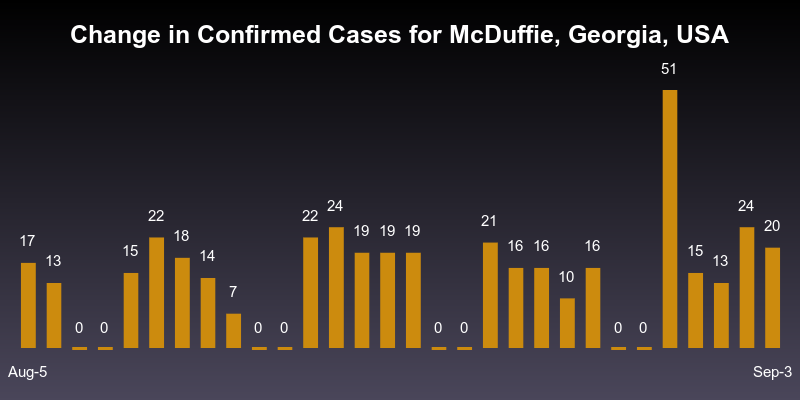 Change in Confirmed Cases for McDuffie, Georgia, USA
17 13 0 0 15 22 18 14 7 0 0 22 24 19 19 19 0 0 21 16 16 10 16 0 0 51 15 13 24 20
Aug-5 Sep-3